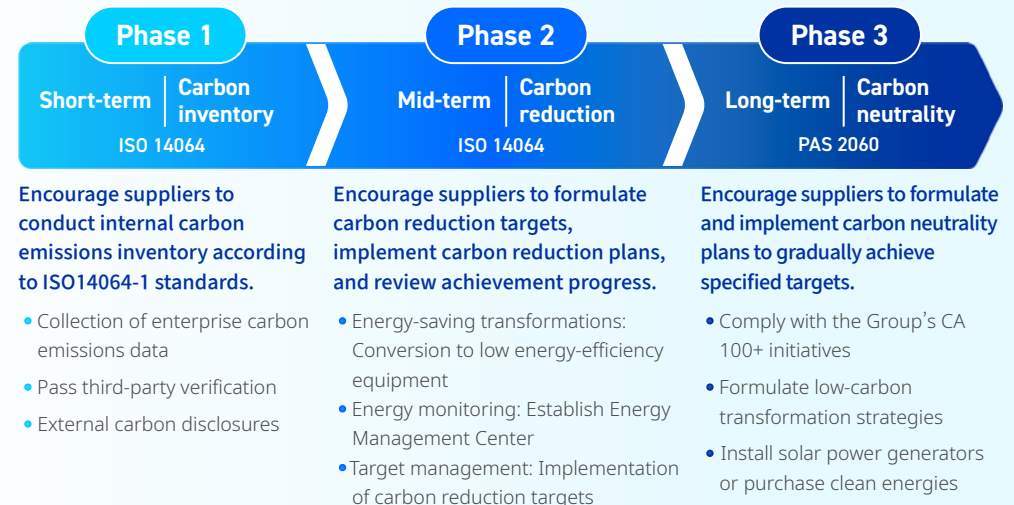 Phase 1
Short-term
Carbon
inventory
ISO 14064
Encourage suppliers to
conduct internal carbon
emissions inventory according
to ISO14064-1 standards.
• Collection of enterprise carbon
emissions data
• Pass third-party verification
• External carbon disclosures
Phase 2
Mid-term
Carbon
reduction
ISO 14064
Encourage suppliers to formulate
carbon reduction targets,
implement carbon reduction plans,
and review achievement progress.
• Energy-saving transformations:
Conversion to low energy-efficiency
equipment
• Energy monitoring: Establish Energy
Management Center
• Target management: Implementation
of carbon reduction targets
Phase 3
Long-term
Carbon
neutrality
PAS 2060
Encourage suppliers to formulate
and implement carbon neutrality
plans to gradually achieve
specified targets.
• Comply with the Group's CA
100+ initiatives
• Formulate low-carbon
transformation strategies
• Install solar power generators
or purchase clean energies